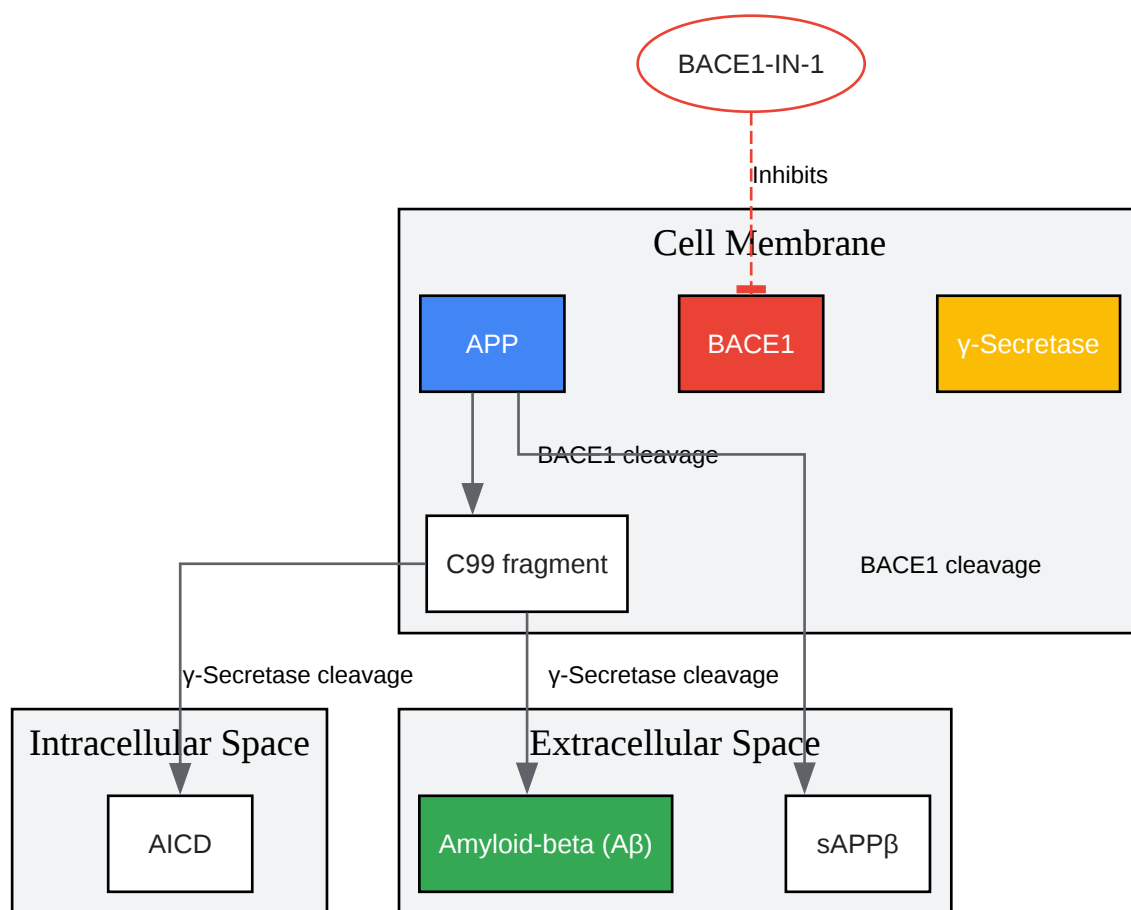 BACE1-IN-1
Inhibits
Cell Membrane
APP
BACE1
γ-Secretase
BACE1 cleavage
C99 fragment
BACE1 cleavage
γ-Secretase cleavage
γ-Secretase cleavage
Intracellular Space
Extracellular Space
AICD
Amyloid-beta (Aβ)
sAPPβ